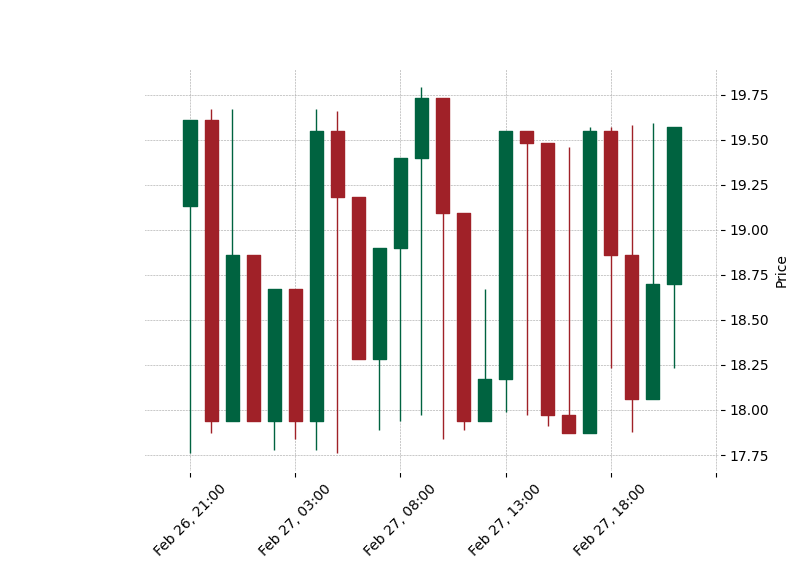 19.75
19.50
19.25
19.00
18.75
18.50
18.25
18.00
17.75
Price
Feb 26, 21:00
Feb 27, 03:00
Feb 27, 08:00
Feb 27, 13:00
Feb 27, 18:00